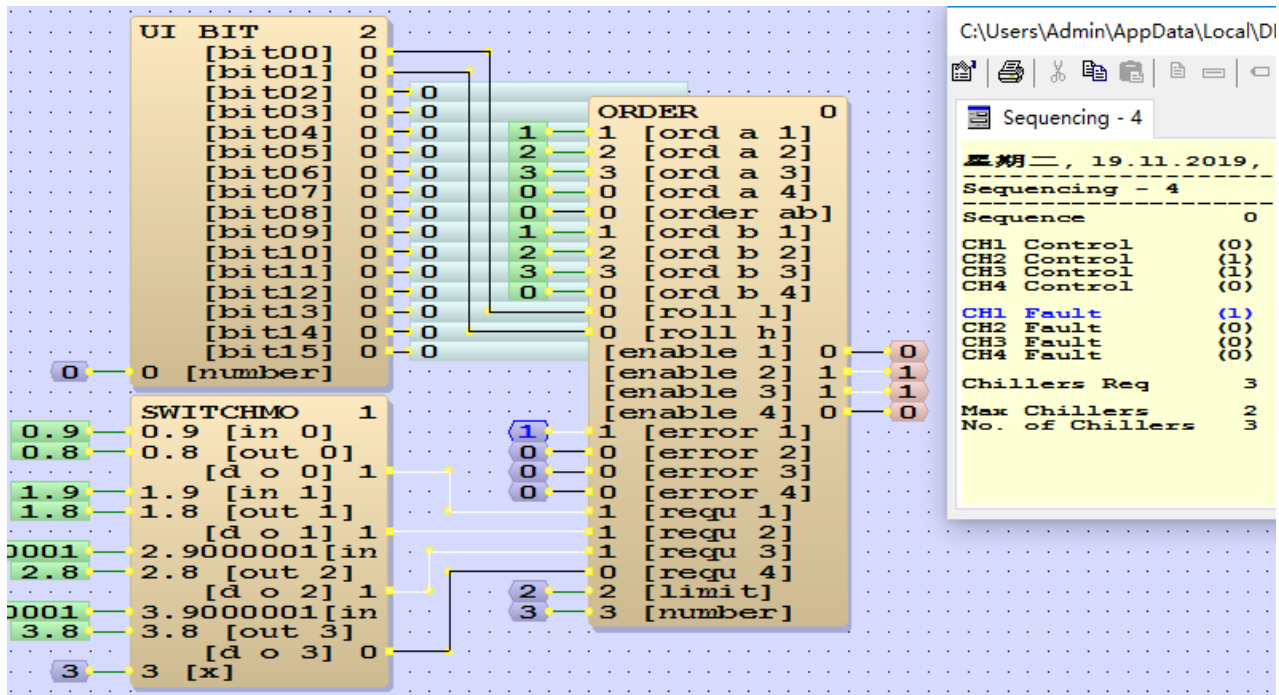 UI BIT 2
[bit00] 0
[bit01] 0
[bit02] 0 0
[bit03] 0 0
[bit04] 0 0
[bit05] 0 0
[bit06] 0 0
[bit07] 0 0
[bit08] 0 0
[bit09] 0 0
[bit10] 0 0
[bit11] 0 0
[bit12] 0 0
[bit13] 0 0
[bit14] 0 0
[bit15] 0 0
0 0 [number]
SWITCHMO 1
0.9 0.9 [in 0]
0.8 0.8 [out 0]
[d o 0] 1
1.9 1.9 [in 1]
1.8 1.8 [out 1]
[d o 1] 1
0001 2.9000001[in
2.8 2.8 [out 2]
[d o 2] 1
0001 3.9000001[in
3.8 3.8 [out 3]
[d o 3] 0
3 3 [x]
ORDER 0
1 1 [ord a 1]
2 2 [ord a 2]
3 3 [ord a 3]
0 0 [ord a 4]
0 0 [order ab]
1 1 [ord b 1]
2 2 [ord b 2]
3 3 [ord b 3]
0 0 [ord b 4]
0 [roll l]
0 [roll h]
[enable 1] 0 0
[enable 2] 1 1
[enable 3] 1 1
[enable 4] 0 0
1 1 [error 1]
0 0 [error 2]
0 0 [error 3]
0 0 [error 4]
1 [requ 1]
1 [requ 2]
1 [requ 3]
0 [requ 4]
2 2 [limit]
3 3 [number]
C:\Users\Admin\AppData\Local\D
Sequencing - 4
星期二, 19.11.2019,
Sequencing - 4
Sequence 0
CH1 Control (0)
CH2 Control (1)
CH3 Control (1)
CH4 Control (0)
CH1 Fault (1)
CH2 Fault (0)
CH3 Fault (0)
CH4 Fault (0)
Chillers Req 3
Max Chillers 2
No. of Chillers 3